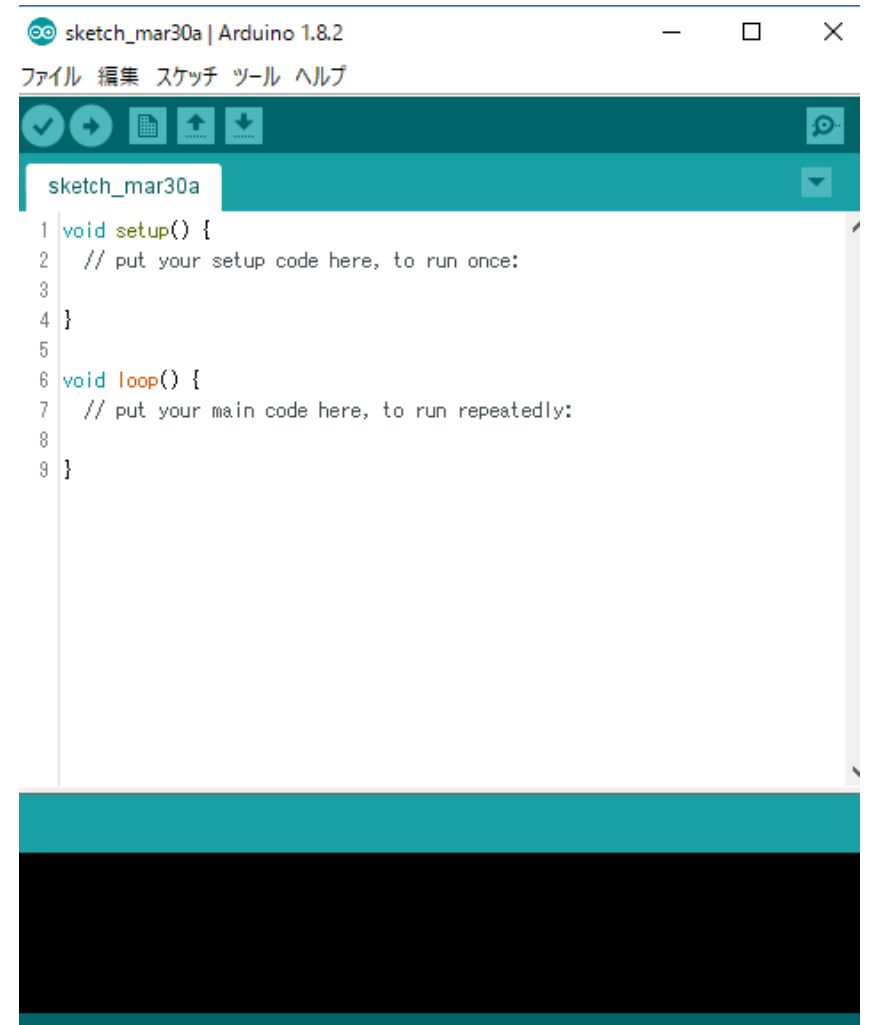 sketch_mar30a | Arduino 1.8.2
ファイル 編集 スケッチ ツール ヘルプ
sketch_mar30a
1 void setup() {
2   // put your setup code here, to run once:
3
4 }
5
6 void loop() {
7   // put your main code here, to run repeatedly:
8
9 }